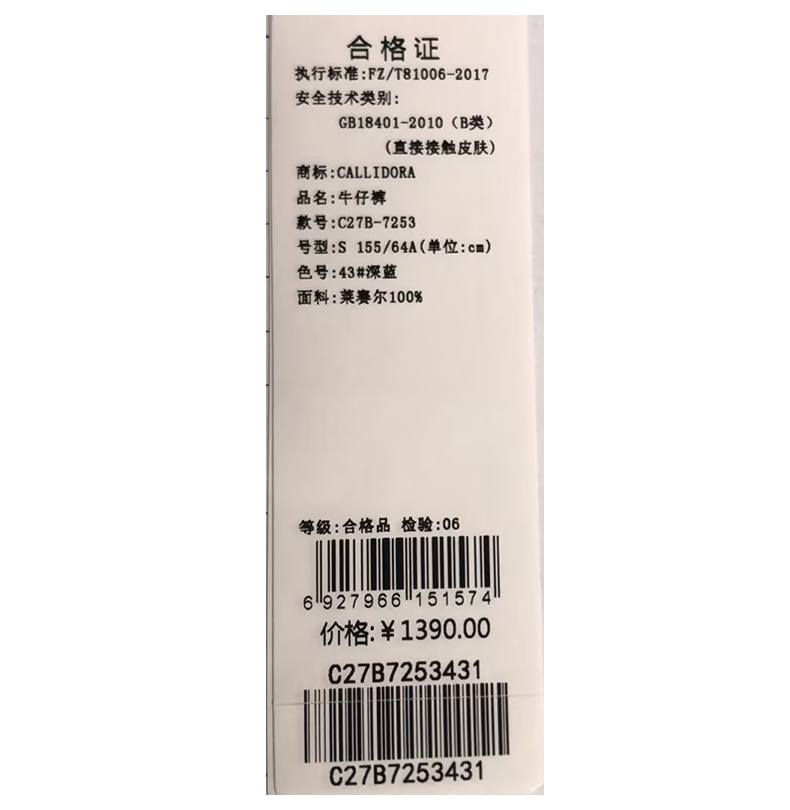 合格证
执行标准:FZ/T81006-2017
安全技术类别:
GB18401-2010（B类）
(直接接触皮肤)
商标:CALLIDORA
品名:牛仔裤
款号:C27B-7253
号型:S 155/64A(单位:cm)
色号:43#深蓝
面料:莱赛尔100%
等级:合格品 检验:06
6 927966 151574
价格:￥1390.00
C27B7253431
C27B7253431